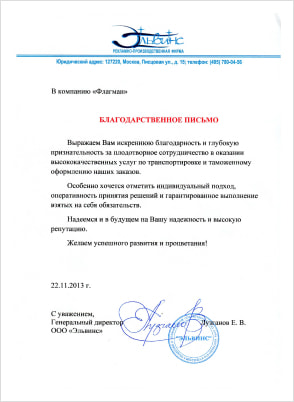 Эльвинс
РЕКЛАМНО-ПРОИЗВОДСТВЕННАЯ ФИРМА
Юридический адрес: 127220, Москва, Писцовая ул., д. 16; телефон: (495) 780-04-56
В компанию «Флагман»
БЛАГОДАРСТВЕННОЕ ПИСЬМО
Выражаем Вам искреннюю благодарность и глубокую
признательность за плодотворное сотрудничество в оказании
высококачественных услуг по транспортировке и таможенному
оформлению наших заказов.
Особенно хочется отметить индивидуальный подход,
оперативность принятия решений и гарантированное выполнение
взятых на себя обязательств.
Надеемся и в будущем на Вашу надежность и высокую
репутацию.
Желаем успешного развития и процветания!
22.11.2013 г.
С уважением,
Генеральный директор
Лужанов Е. В.
ООО «Эльвинс»
"ЭЛЬВИНС"